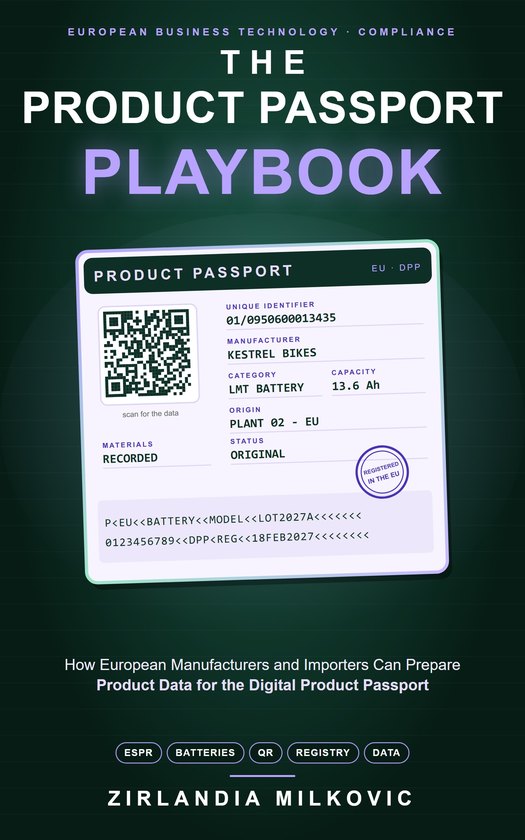 EUROPEAN BUSINESS TECHNOLOGY · COMPLIANCE
THE
PRODUCT PASSPORT
PLAYBOOK
PRODUCT PASSPORT
EU · DPP
scan for the data
UNIQUE IDENTIFIER
01/0950600013435
MANUFACTURER
KESTREL BIKES
CATEGORY
LMT BATTERY
CAPACITY
13.6 Ah
ORIGIN
PLANT 02 - EU
MATERIALS
RECORDED
STATUS
ORIGINAL
REGISTERED
IN THE EU
P<EU<<BATTERY<<MODEL<<LOT2027A<<<<<<<
0123456789<<DPP<REG<<18FEB2027<<<<<<<<
How European Manufacturers and Importers Can Prepare
Product Data for the Digital Product Passport
ESPR
BATTERIES
QR
REGISTRY
DATA
ZIRLANDIA MILKOVIC